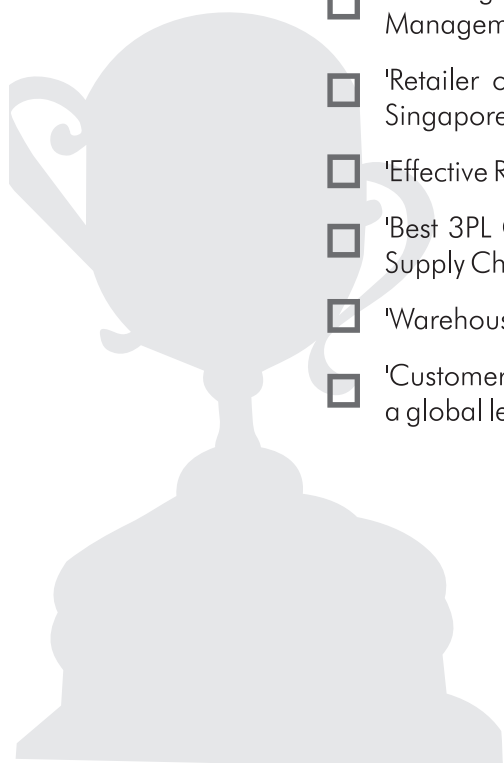 Managem
'Retailer
Singapore
'Effective
'Best 3PL
Supply Ch
'Warehous
'Customer
a global le